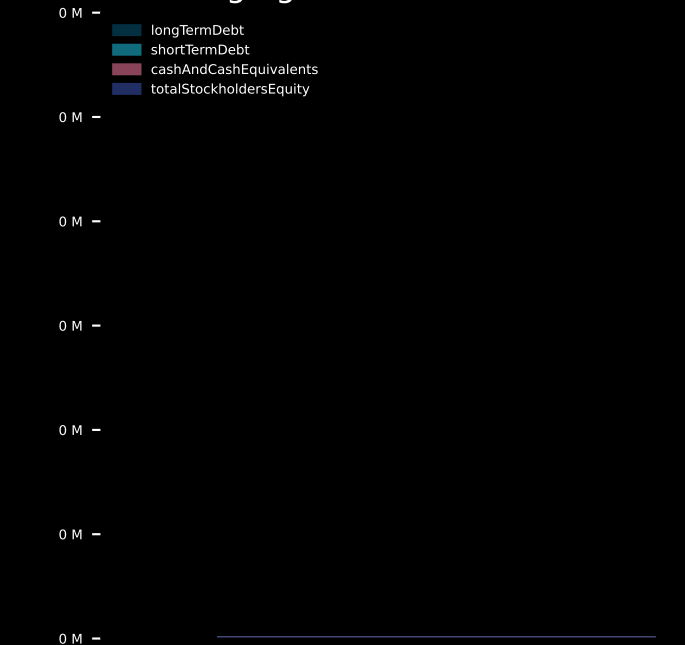 0 M
longTermDebt
shortTermDebt
cashAndCashEquivalents
totalStockholdersEquity
0 M
0 M
0 M
0 M
0 M
0 M